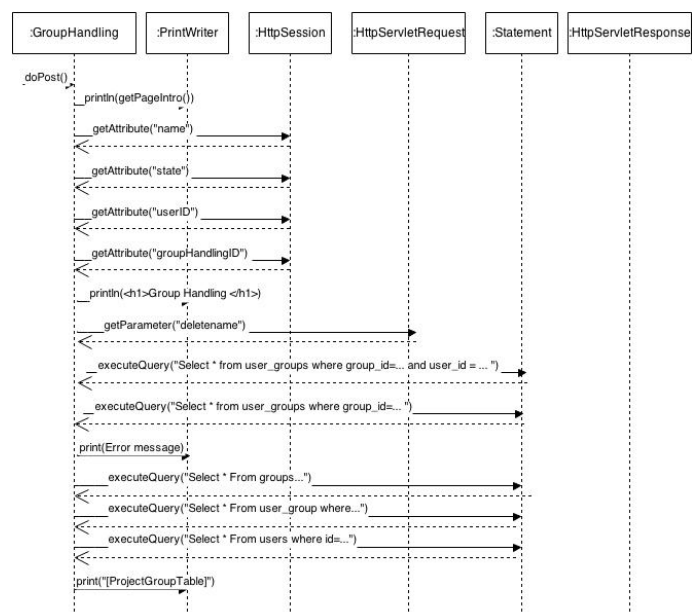 :GroupHandling :PrintWriter :HttpSession :HttpServletRequest :Statement :HttpServletResponse
doPost()
println(getPageIntro())
getAttribute("name")
getAttribute("state")
getAttribute("userID")
getAttribute("groupHandlingID")
println(<h1>Group Handling </h1>)
getParameter("deletename")
executeQuery("Select * from user_groups where group_id=... and user_id = ... ")
executeQuery("Select * from user_groups where group_id=... ")
print(Error message)
executeQuery("Select * From groups...")
executeQuery("Select * From user_group where...")
executeQuery("Select * From users where id=...")
print("[ProjectGroupTable]")